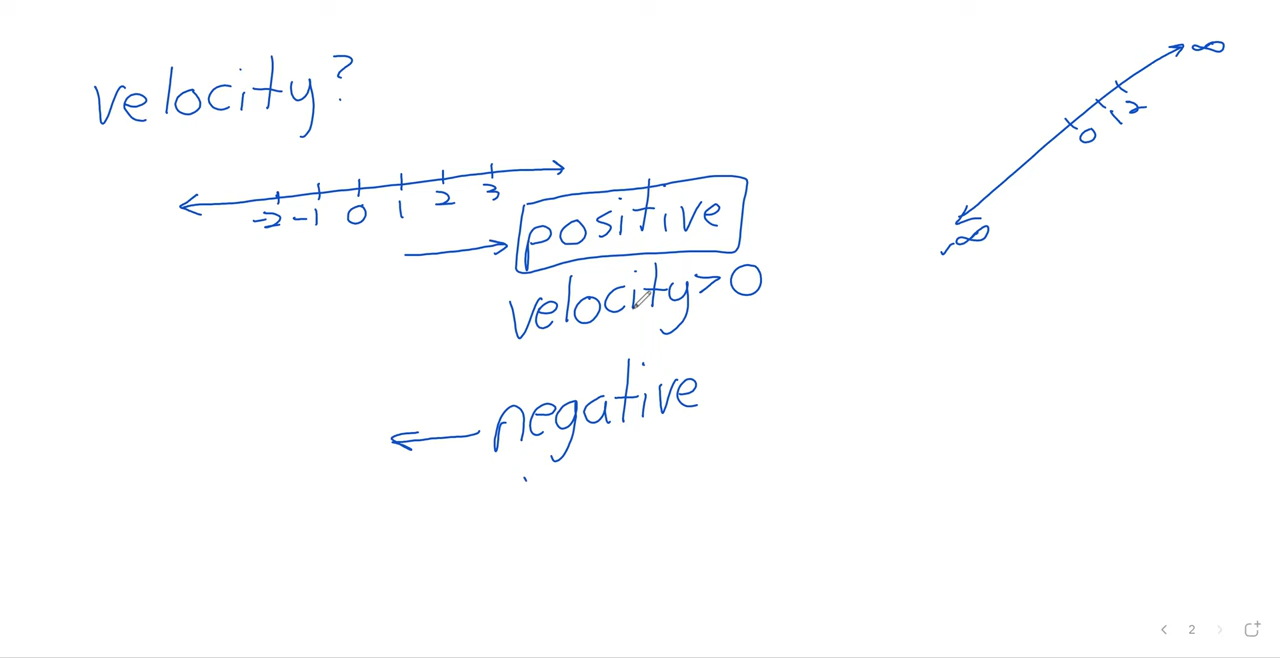 velocity?
-2 -1 0 1 2 3
positive
velocity > 0
negative
∞
0 1 2
-∞
2